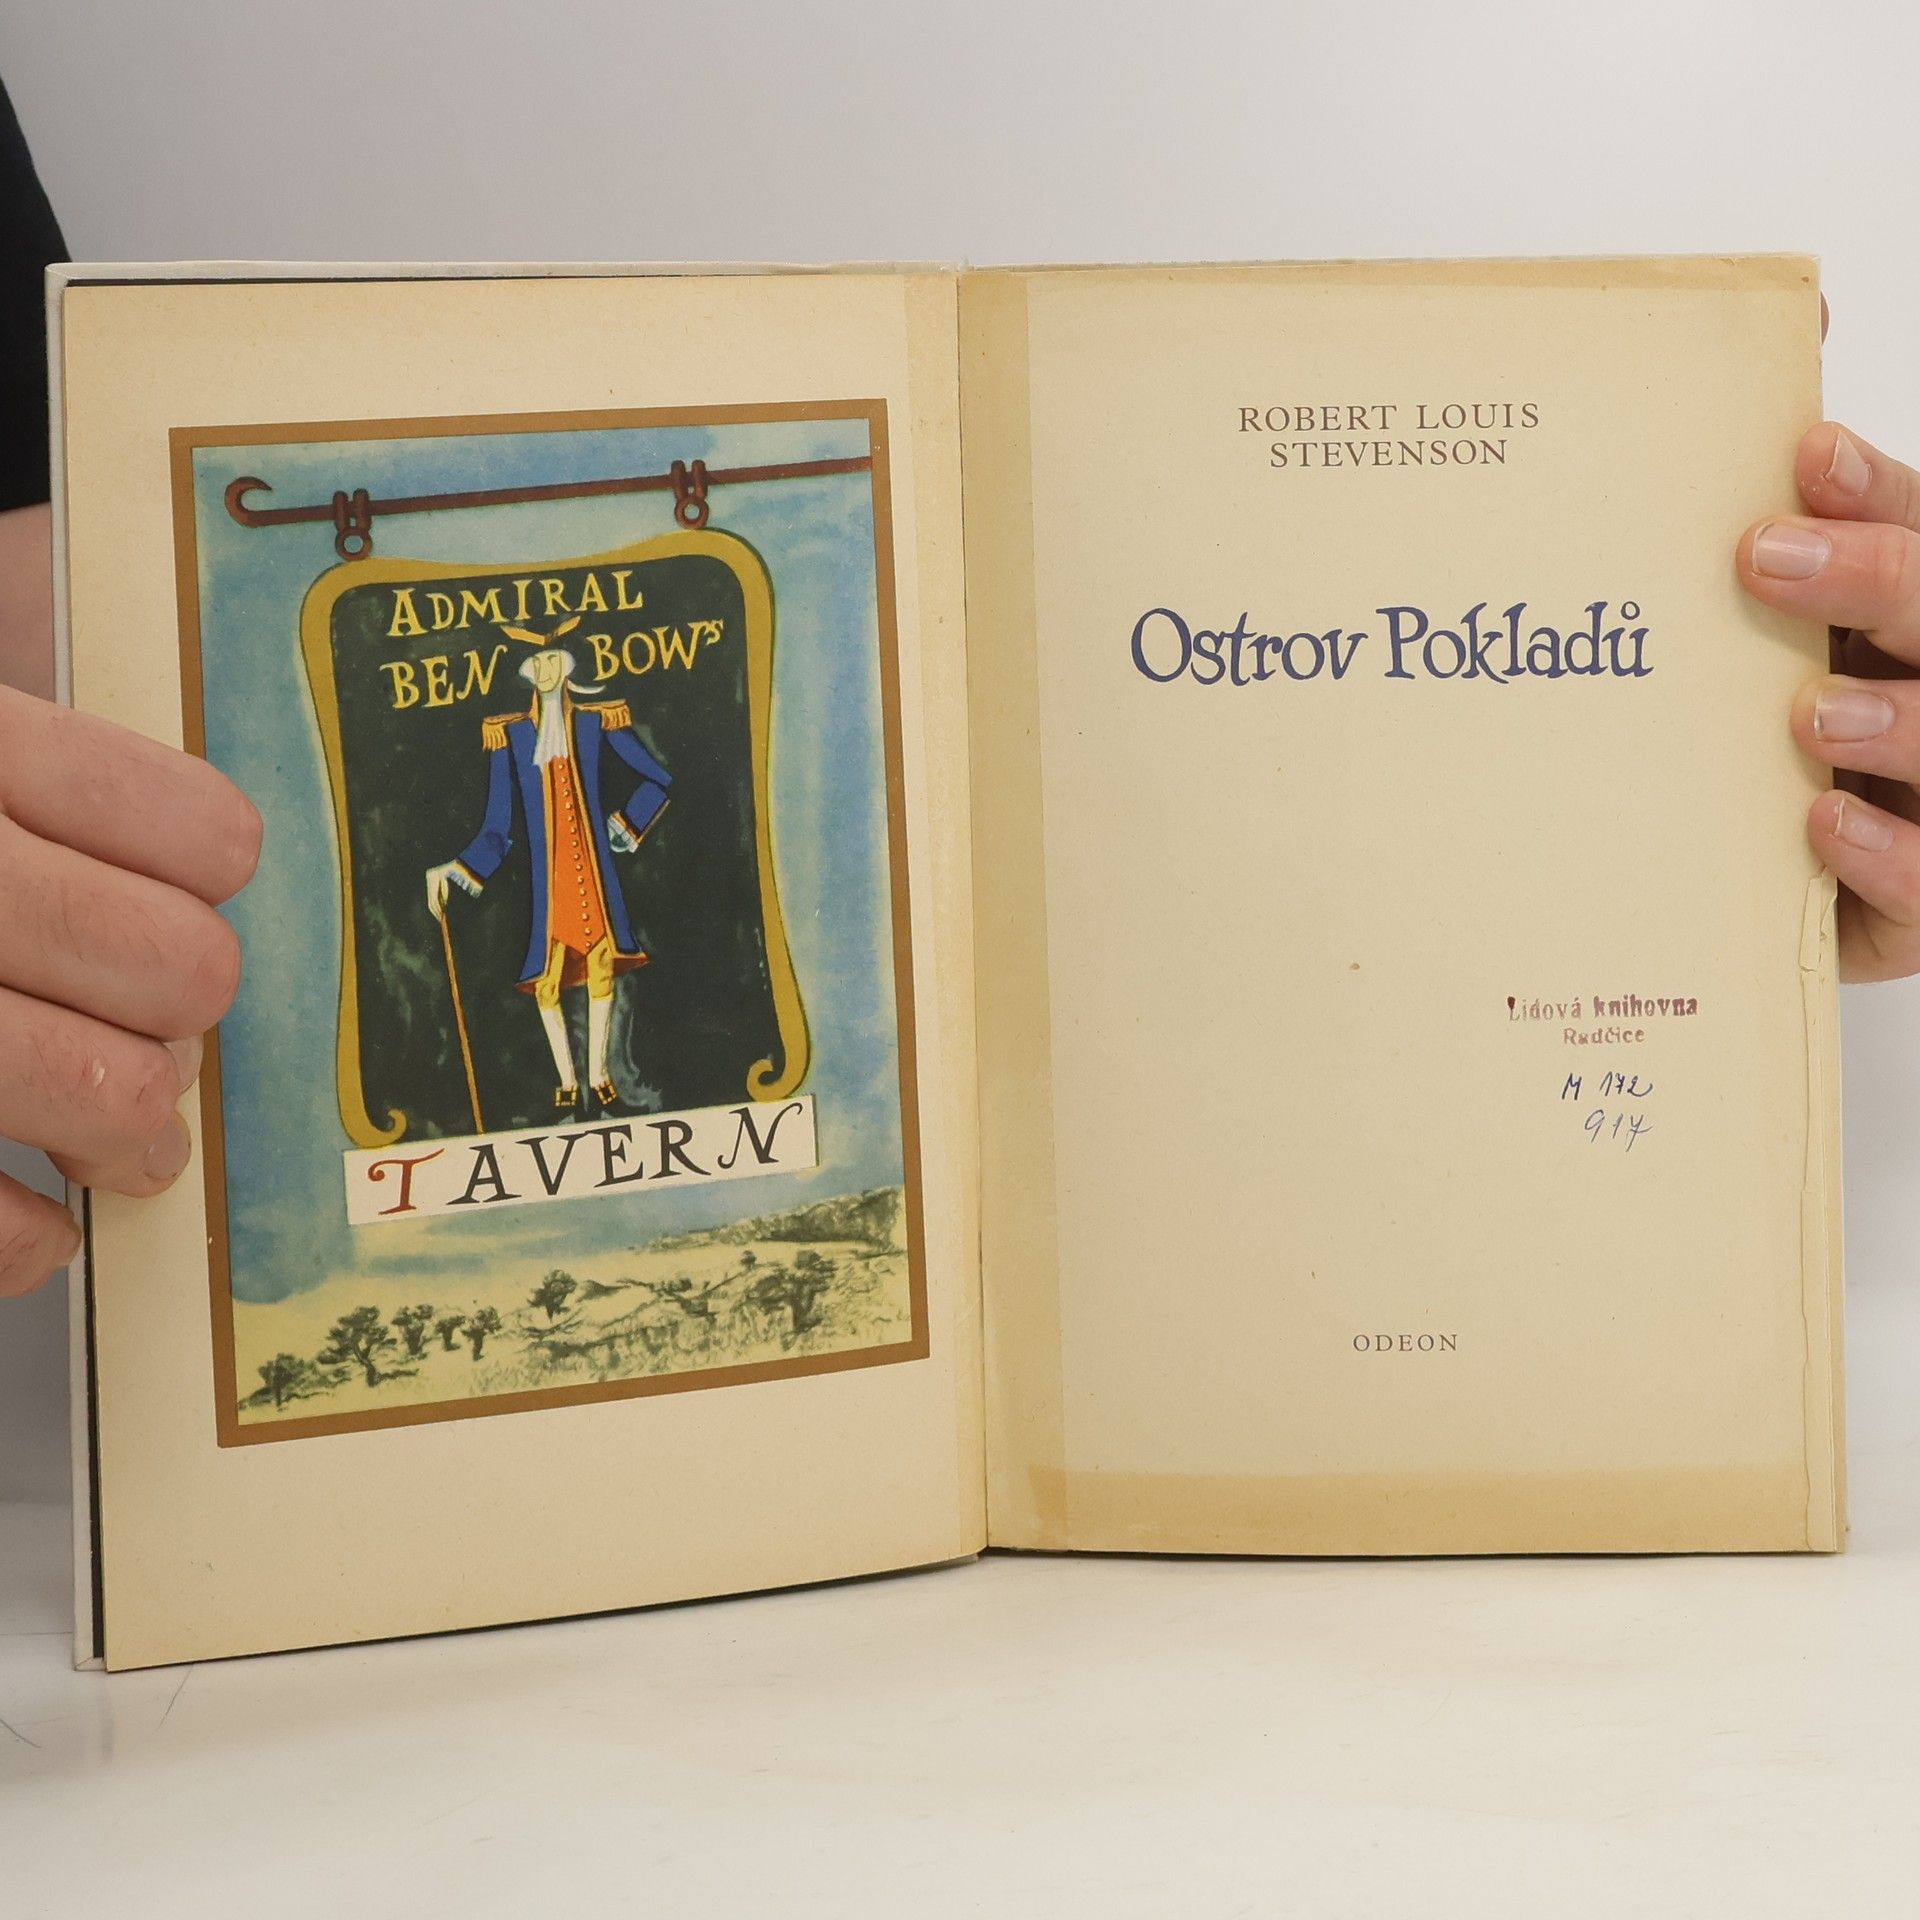 ADMIRAL
BEN BOW's
TAVERN
ROBERT LOUIS
STEVENSON
Ostrov Pokladů
Lidová knihovna
Radčice
M 172
917
ODEON